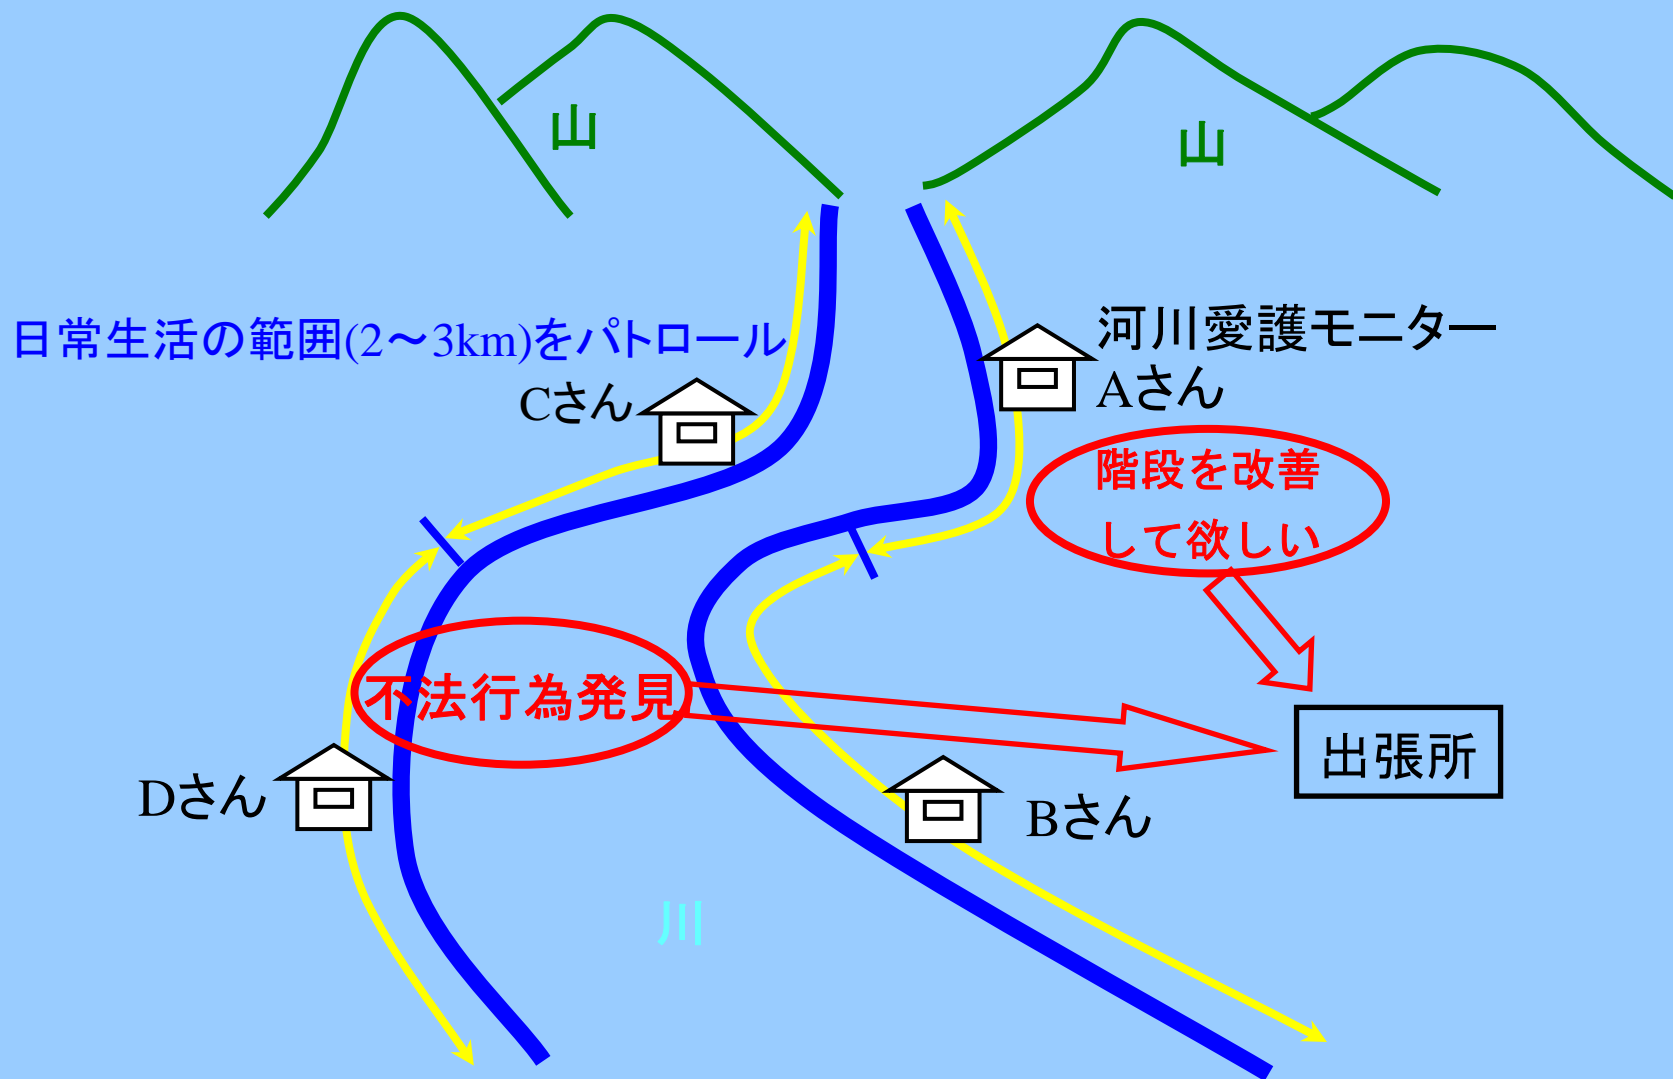 山
山
日常生活の範囲(2～3km)をパトロール
河川愛護モニター
Aさん
Cさん
階段を改善
して欲しい
不法行為発見
出張所
Dさん
Bさん
川